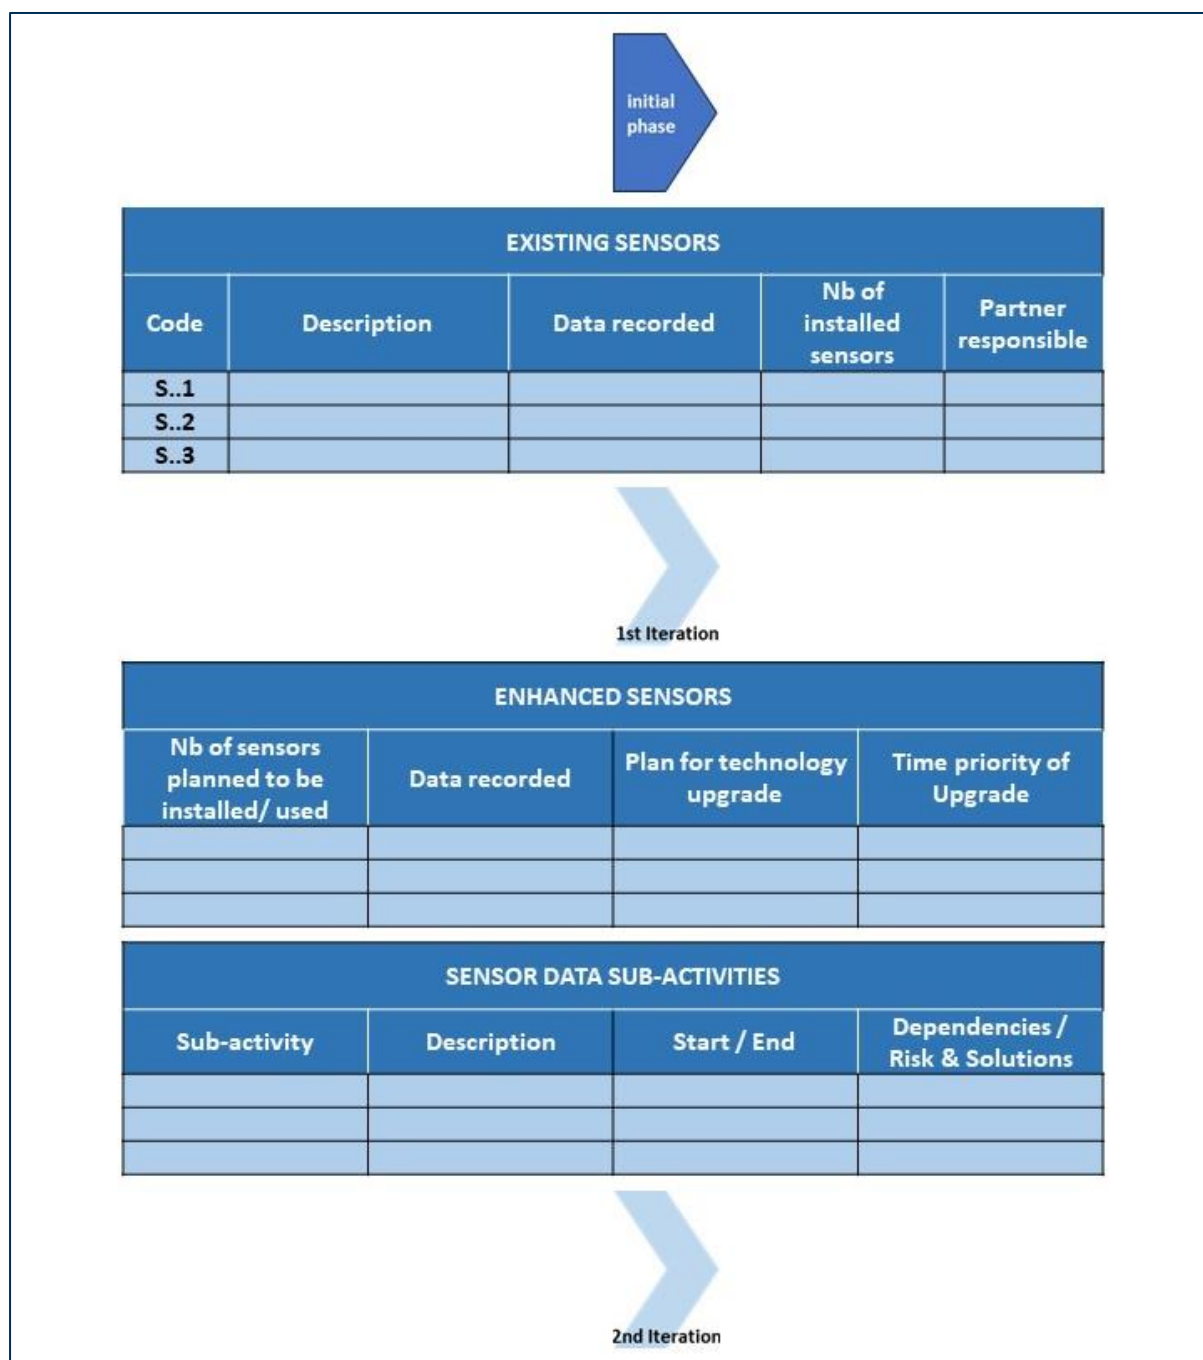 initial
phase
EXISTING SENSORS
Code
Description
Data recorded
Nb of
installed
sensors
Partner
responsible
S..1
S..2
S..3
1st Iteration
ENHANCED SENSORS
Nb of sensors
planned to be
installed/ used
Data recorded
Plan for technology
upgrade
Time priority of
Upgrade
SENSOR DATA SUB-ACTIVITIES
Sub-activity
Description
Start / End
Dependencies /
Risk & Solutions
2nd Iteration